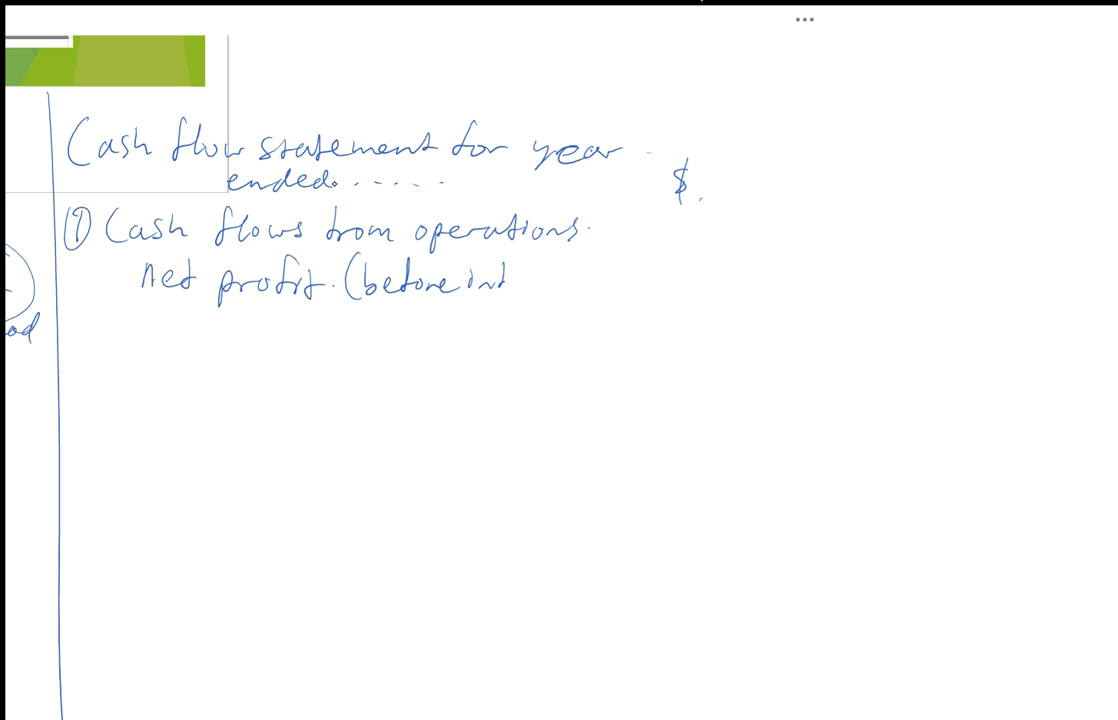 Cash flow statement for year
ended. . . . . .
$.
① Cash flows from operations.
Net profit. (before int
od